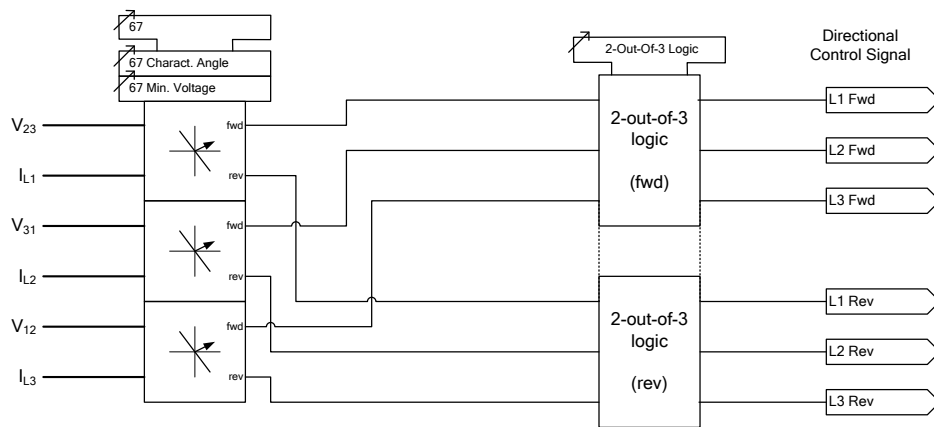 67
67 Charact. Angle
67 Min. Voltage
2-Out-Of-3 Logic
Directional
Control Signal
V23
IL1
fwd
rev
V31
IL2
fwd
rev
V12
IL3
fwd
rev
2-out-of-3
logic
(fwd)
2-out-of-3
logic
(rev)
L1 Fwd
L2 Fwd
L3 Fwd
L1 Rev
L2 Rev
L3 Rev